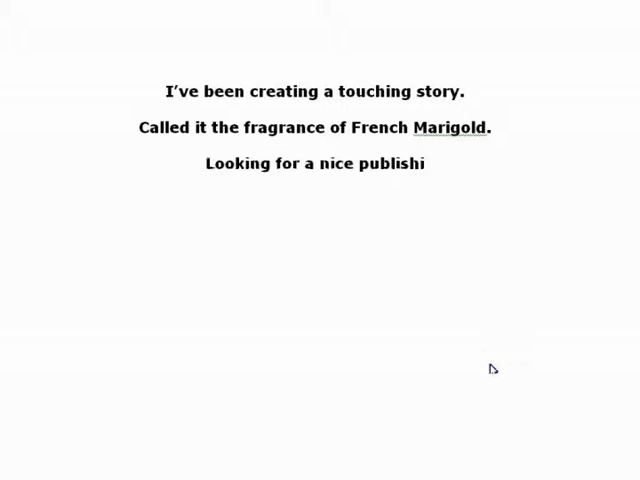 I've been creating a touching story.
Called it the fragrance of French Marigold.
Looking for a nice publishi